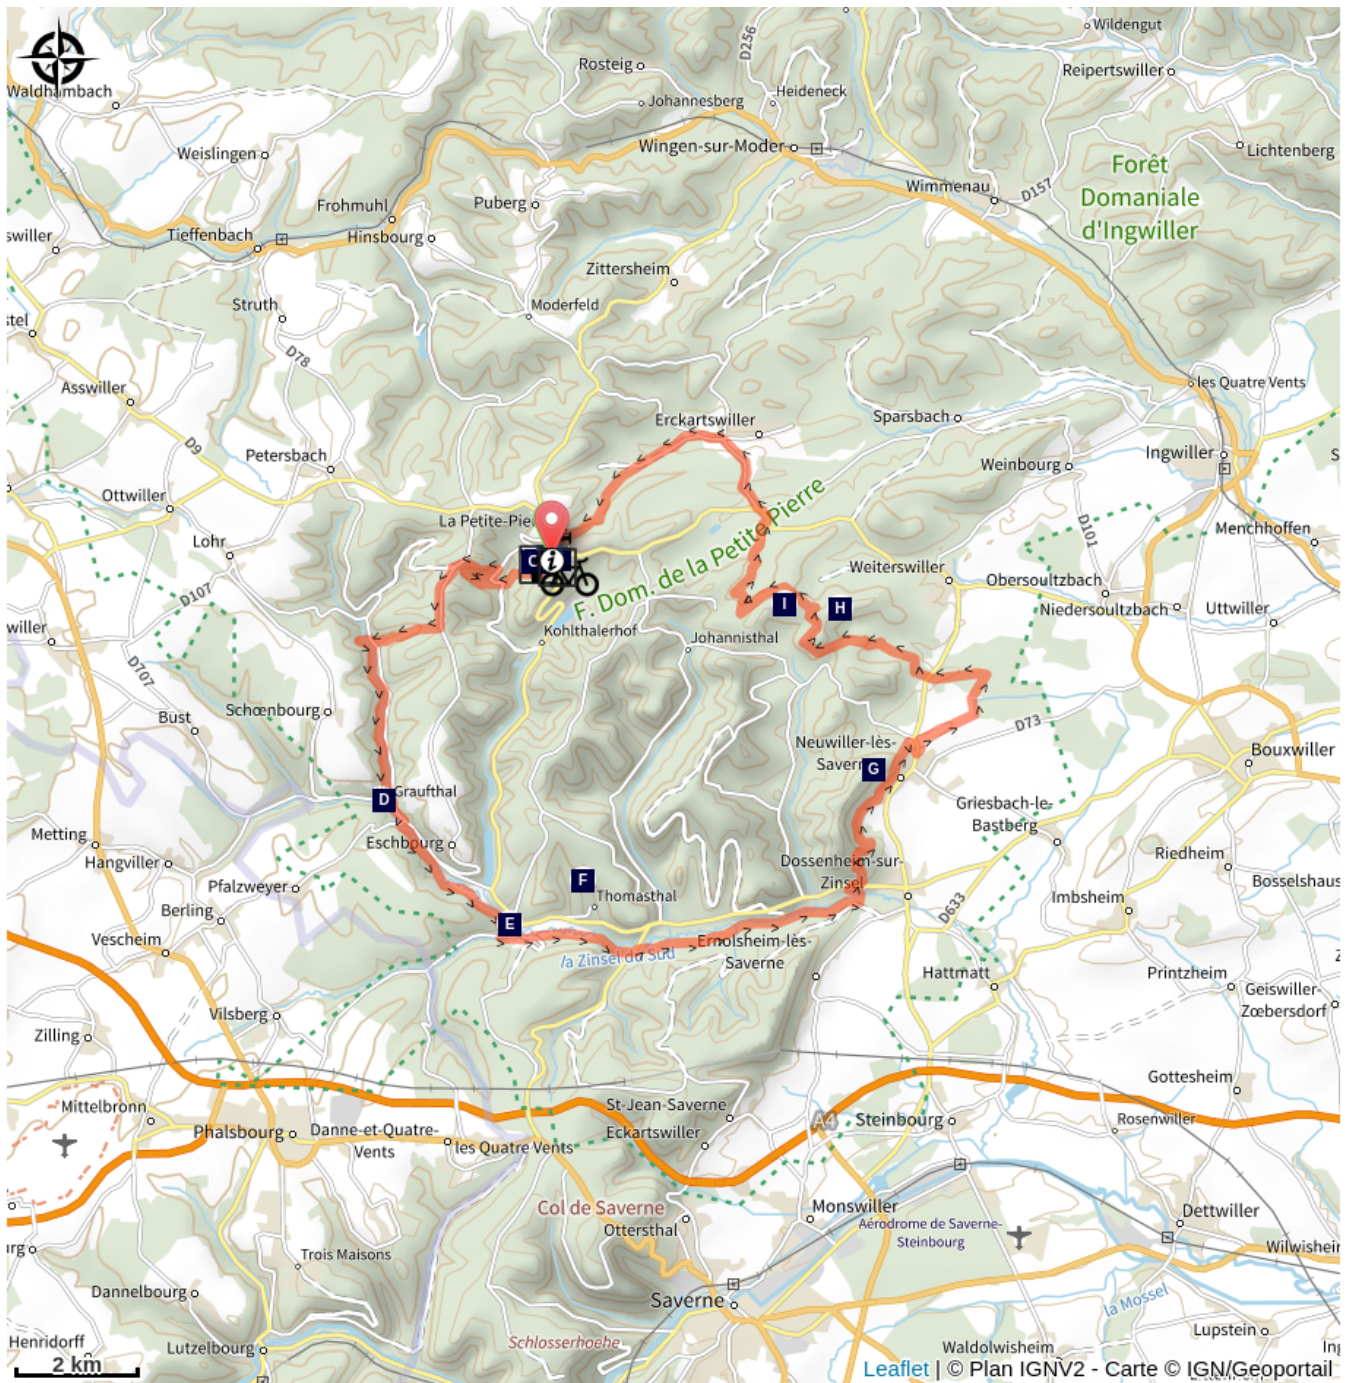 Wildengut
D256
Rosteig
Reipertswiller
Waldhambach
Johannesberg
Heideneck
Wingen-sur-Moder
Lichtenberg
Weislingen
Forêt
Domaniale
d'Ingwiller
Wimmenau
D157
Frohmuhl
Puberg
Tieffenbach
Hinsbourg
swiller
Zittersheim
Struth
Moderfeld
stel
D78
Asswiller
les Quatre Vents
Erckartswiller
Sparsbach
D9
Petersbach
Weinbourg
Ingwiller
S
Ottwiller
La Petite-Pie
D101
Menchhoffen
Lohr
C
i
F. Dom. de la Petite Pierre
Weiterswiller
Obersoultzbach
D107
Niedersoultzbach
Uttwiller
I
H
willer
Kohlthalerhof
Johannisthal
D707
Schœnbourg
Bust
D73
Neuwiller-lès-
Saverne
G
Bouxwiller
D
Graufthal
Griesbach-le-
Bastberg
Metting
Eschbourg
Hangviller
Dossenheim-sur-
Zinsel
Riedheim
Pfalzweyer
F
Thomasthal
Imbsheim
Bosselshaus
Berling
E
D633
Vescheim
Ernolsheim-lès-
Saverne
la Zinsel du Sud
Hattmatt
Printzheim
Geiswiller-
Zœbersdorf
Vilsberg
Zilling
Gottesheim
Mittelbronn
St-Jean-Saverne
A4
Steinbourg
Rosenwiller
Phalsbourg
Danne-et-Quatre-
Vents
Eckartswiller
les Quatre Vents
Col de Saverne
Monswiller
Ottersthal
Aérodrome de Saverne-
Steinbourg
Dettwiller
Trois Maisons
Wilwisheim
Dannelbourg
Saverne
la Mossel
Henridorff
Lutzelbourg
Schlosserhoehe
Waldolwisheim
Lupstein
2 km
Leaflet | © Plan IGNV2 - Carte © IGN/Geoportail